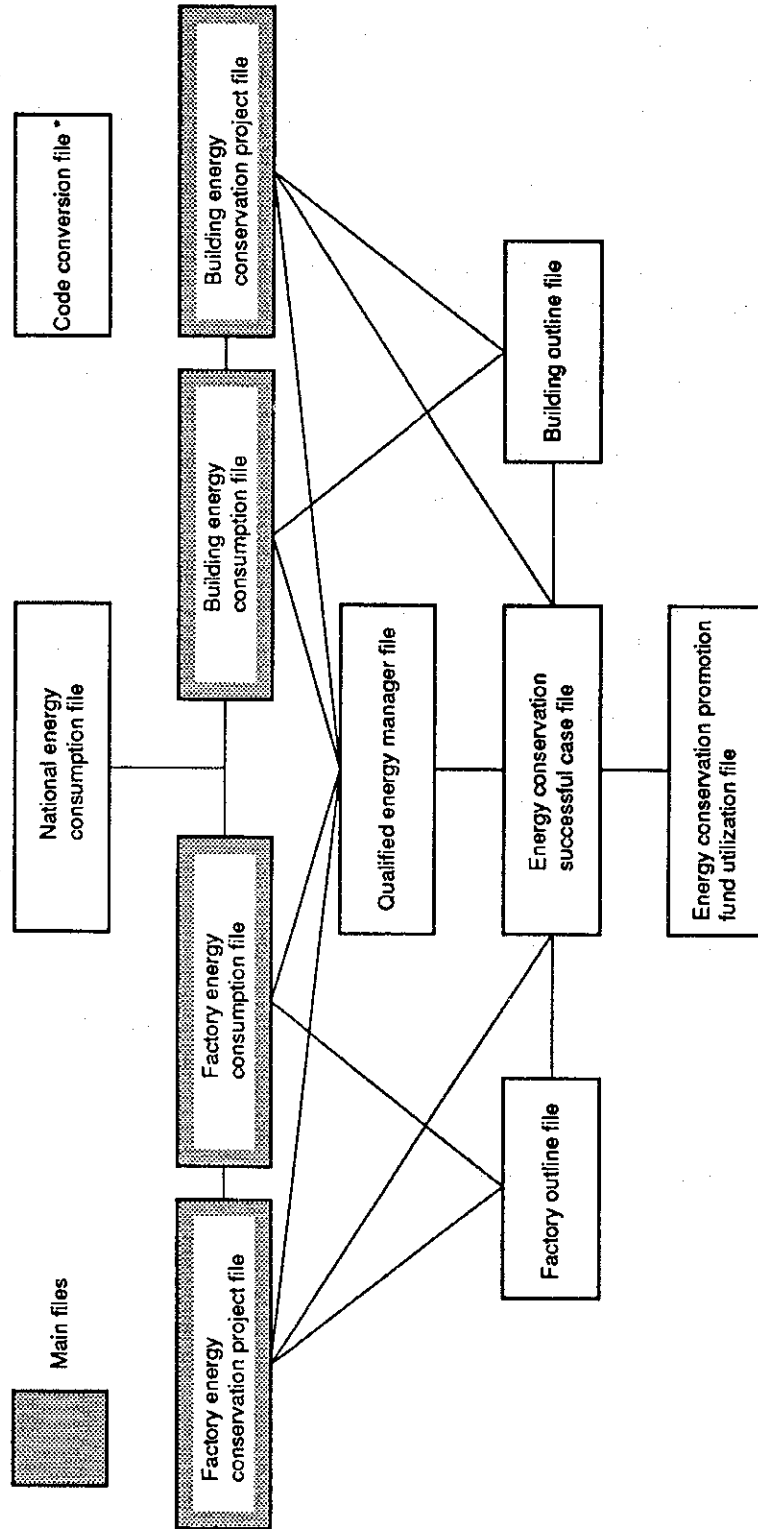 Main files
Code conversion file *
National energy
consumption file
Factory energy
conservation project file
Factory energy
consumption file
Building energy
consumption file
Building energy
conservation project file
Qualified energy manager file
Factory outline file
Energy conservation
successful case file
Building outline file
Energy conservation promotion
fund utilization file